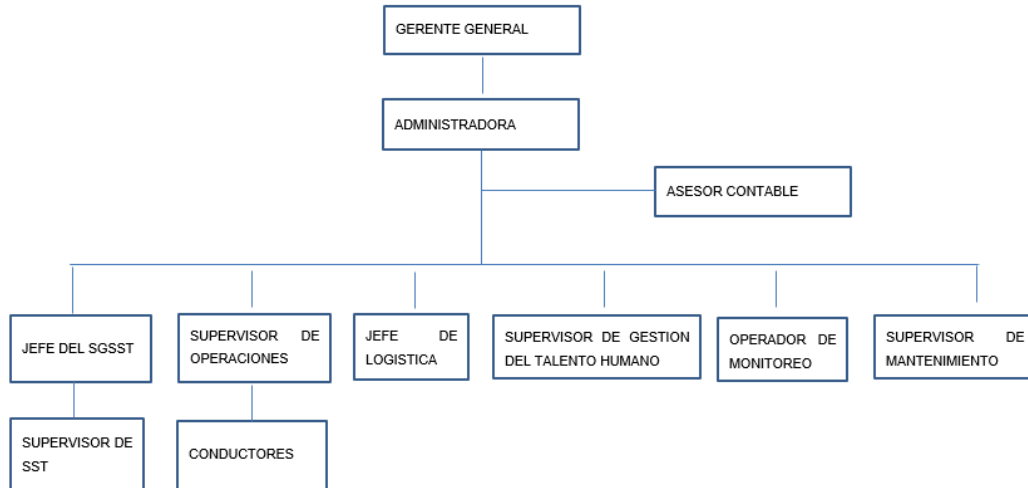 GERENTE GENERAL
ADMINISTRADORA
ASESOR CONTABLE
JEFE DEL SGSST
SUPERVISOR DE
OPERACIONES
JEFE DE
LOGISTICA
SUPERVISOR DE GESTION
DEL TALENTO HUMANO
OPERADOR DE
MONITOREO
SUPERVISOR DE
MANTENIMIENTO
SUPERVISOR DE
SST
CONDUCTORES